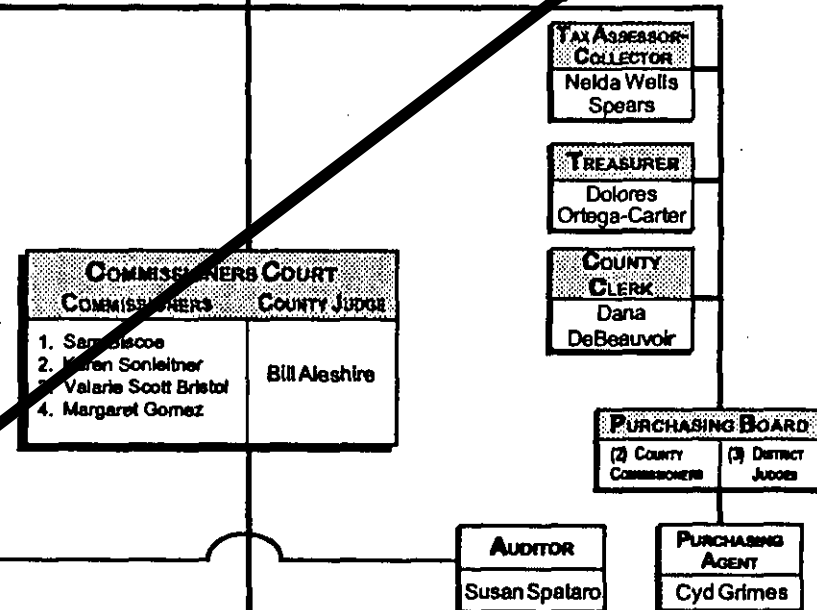 TAX ASSESSOR-
COLLECTOR
Nelda Wells
Spears
TREASURER
Dolores
Ortega-Carter
COUNTY
CLERK
Dana
DeBeauvoir
COMMISSIONERS COURT
COMMISSIONERS COUNTY JUDGE
1. Sam Biscoe
2. Karen Sonleitner
3. Valarie Scott Bristol
4. Margaret Gomez
Bill Aleshire
PURCHASING BOARD
(2) COUNTY
COMMISSIONERS
(3) DISTRICT
JUDGES
AUDITOR
Susan Spataro
PURCHASING
AGENT
Cyd Grimes